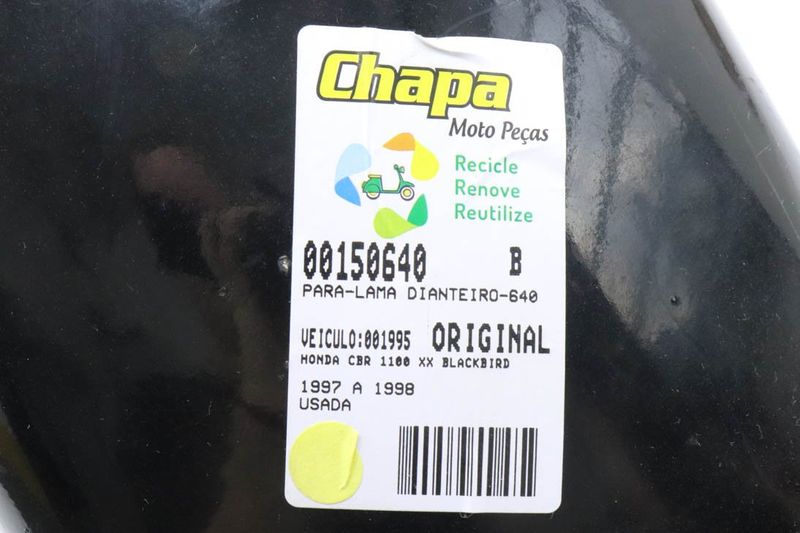 Chapa
Moto Peças
Recicle
Renove
Reutilize
00150640 B
PARA-LAMA DIANTEIRO-640
VEICULO:001995 ORIGINAL
HONDA CBR 1100 XX BLACKBIRD
1997 A 1998
USADA